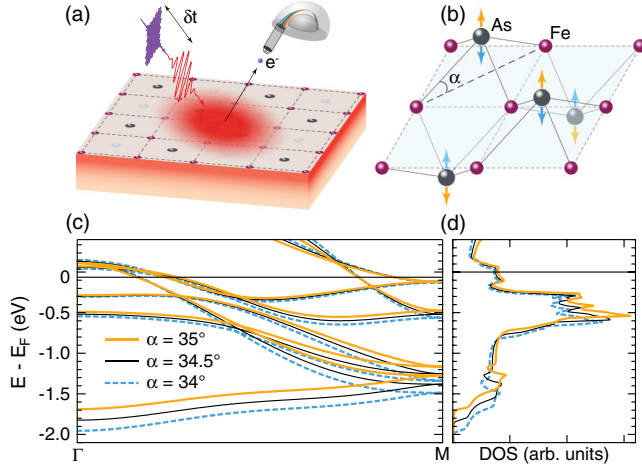 (a)
δt
e-
(b)
As
Fe
α
(c)
E - EF (eV)
0
-0.5
-1.0
-1.5
-2.0
α = 35°
α = 34.5°
α = 34°
Γ
M
(d)
DOS (arb. units)